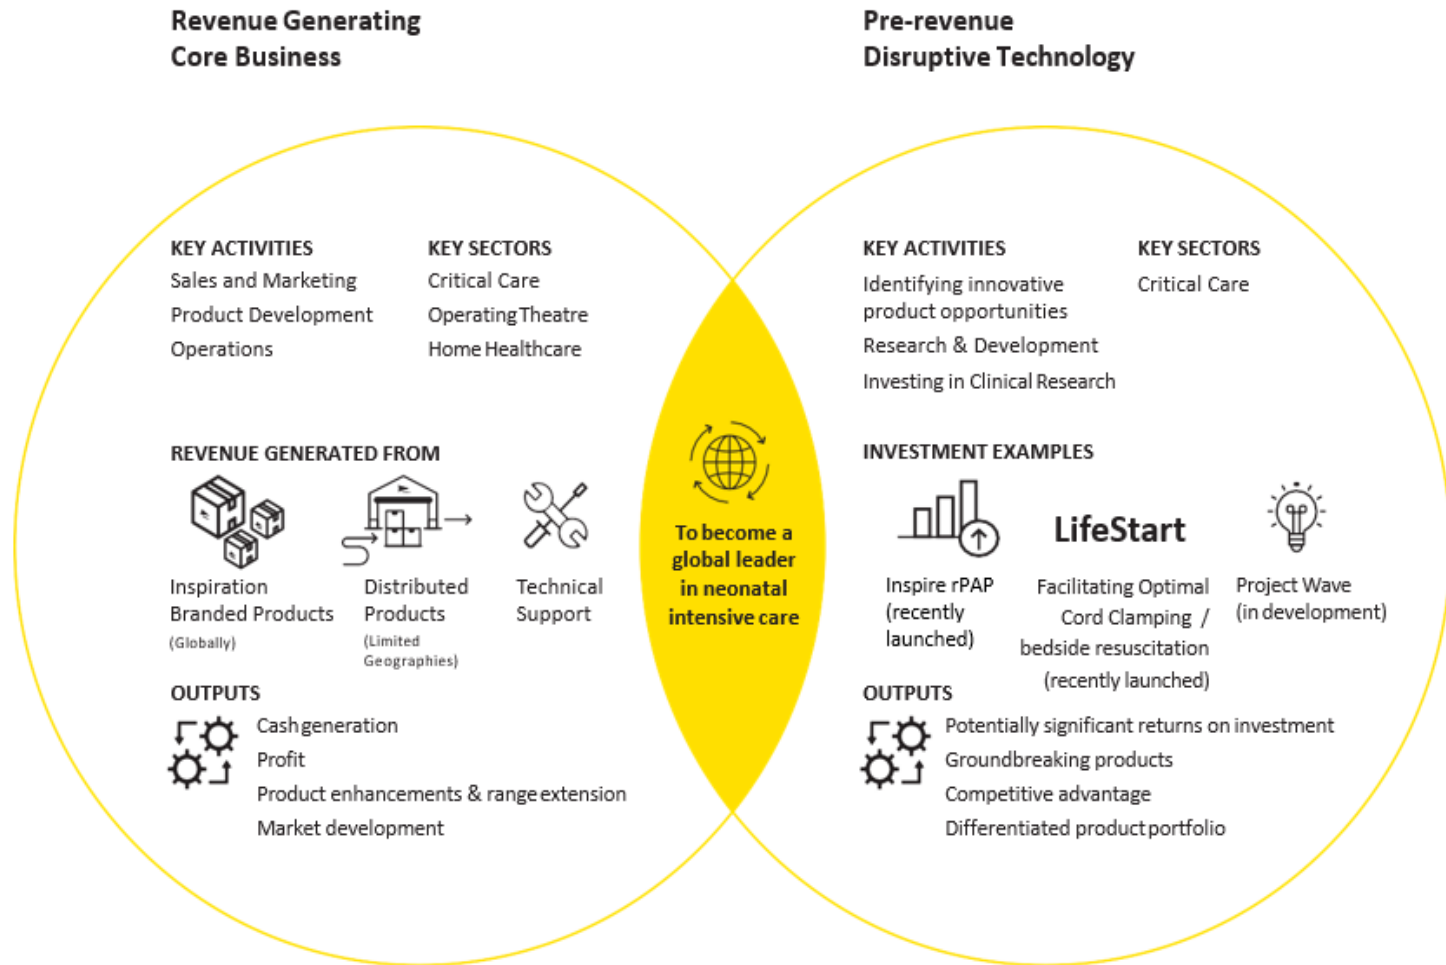 Revenue Generating
Core Business
KEY ACTIVITIES
Sales and Marketing
Product Development
Operations
KEY SECTORS
Critical Care
Operating Theatre
Home Healthcare
REVENUE GENERATED FROM
Inspiration
Branded Products
(Globally)
Distributed
Products
(Limited
Geographies)
Technical
Support
OUTPUTS
Cash generation
Profit
Product enhancements & range extension
Market development
To become a
global leader
in neonatal
intensive care
Pre-revenue
Disruptive Technology
KEY ACTIVITIES
Identifying innovative
product opportunities
Research & Development
Investing in Clinical Research
KEY SECTORS
Critical Care
INVESTMENT EXAMPLES
Inspire rPAP
(recently
launched)
LifeStart
Facilitating Optimal
Cord Clamping /
bedside resuscitation
(recently launched)
Project Wave
(in development)
OUTPUTS
Potentially significant returns on investment
Groundbreaking products
Competitive advantage
Differentiated product portfolio